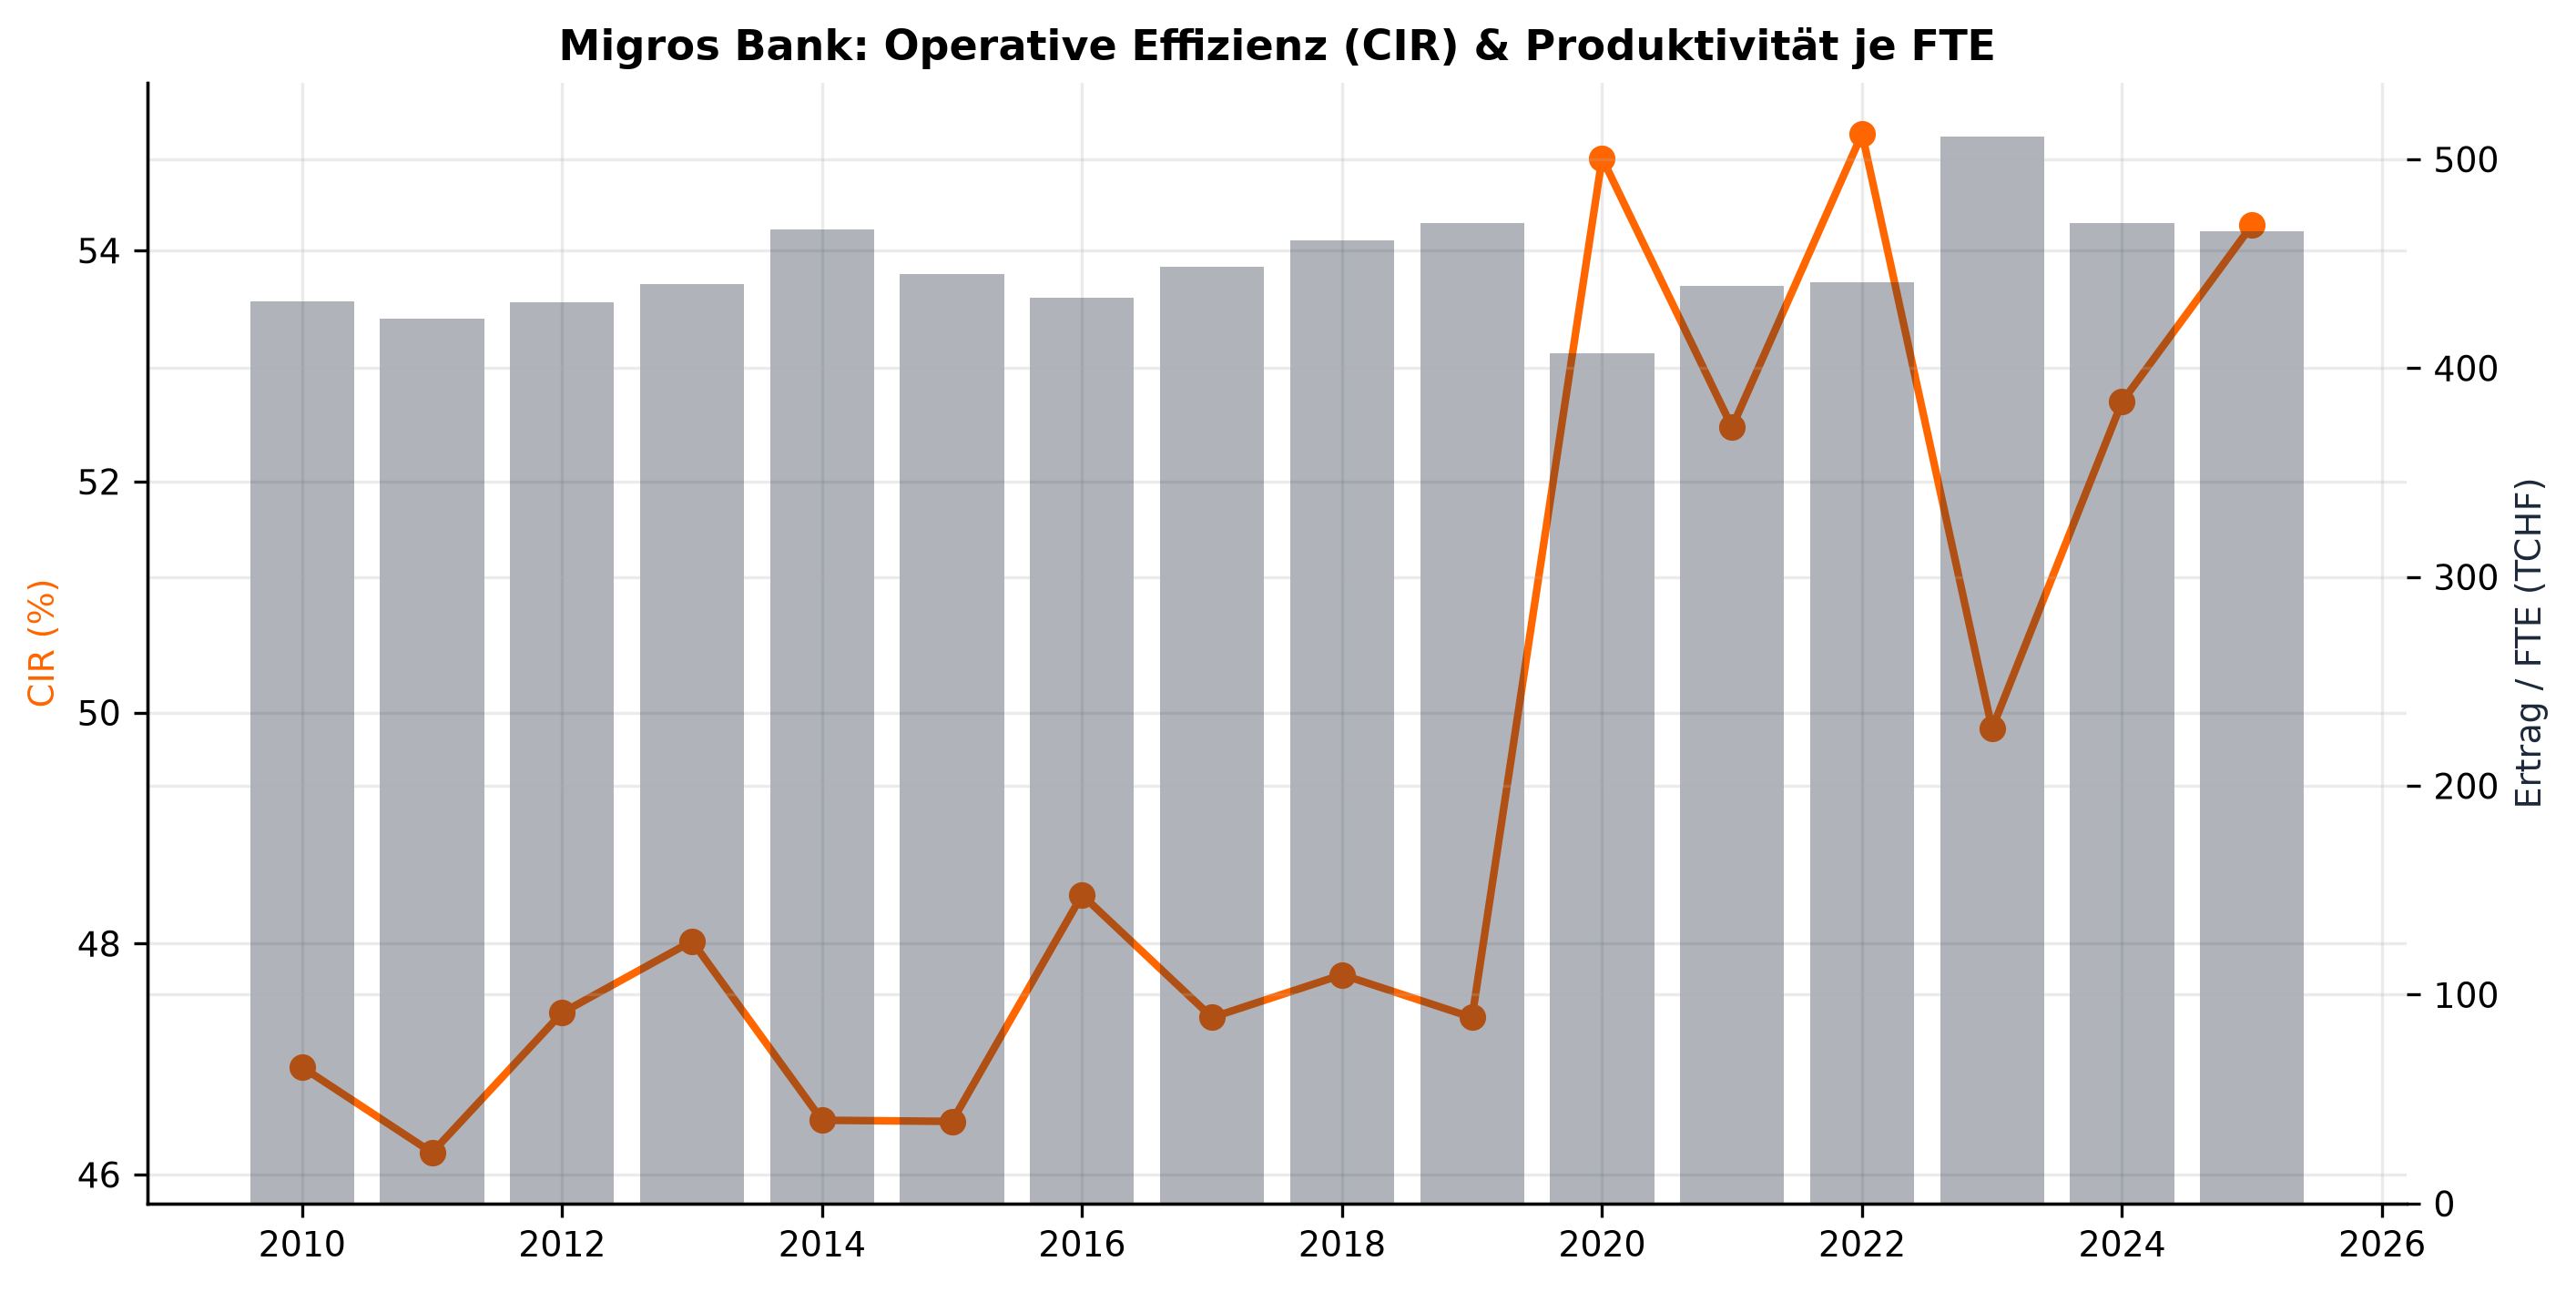 Migros Bank: Operative Effizienz (CIR) & Produktivität je FTE
CIR (%)
54
52
50
48
46
500
400
300
200
100
0
Ertrag / FTE (TCHF)
2010 2012 2014 2016 2018 2020 2022 2024 2026